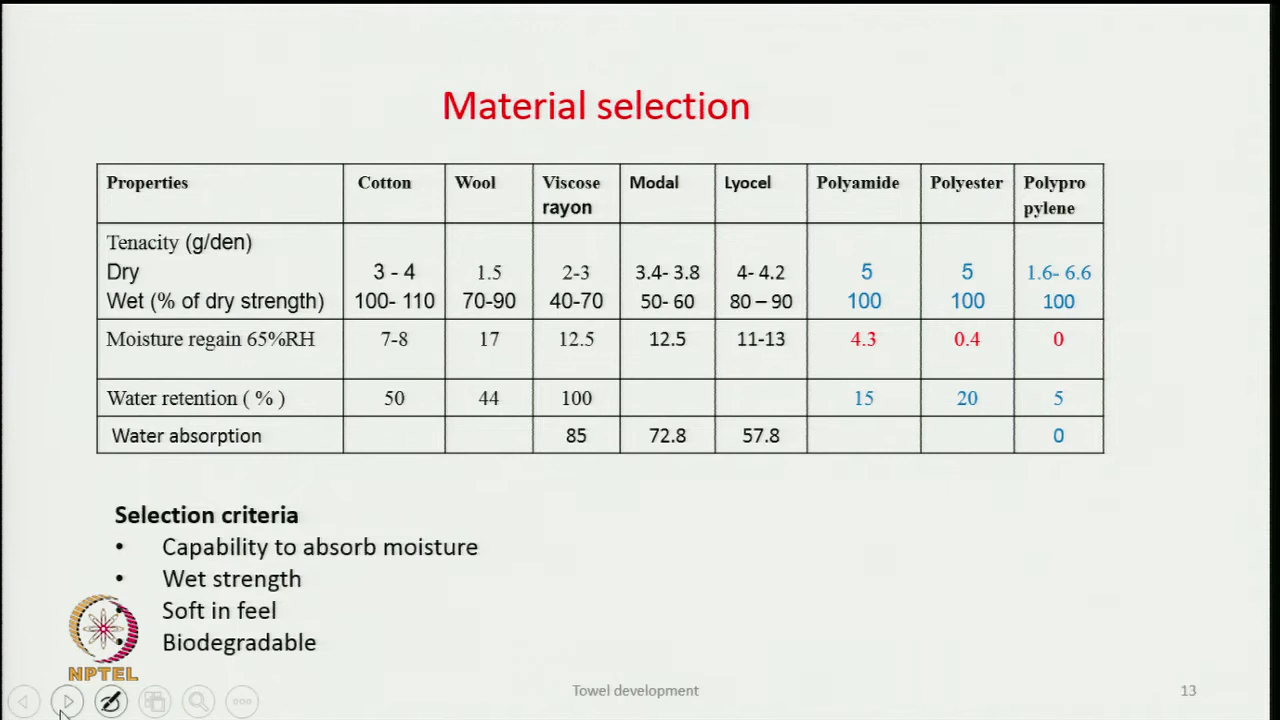 Material selection
Properties Cotton Wool Viscose rayon Modal Lyocel Polyamide Polyester Polypro pylene
Tenacity (g/den)
Dry 3 - 4 1.5 2-3 3.4- 3.8 4- 4.2 5 5 1.6- 6.6
Wet (% of dry strength) 100- 110 70-90 40-70 50- 60 80 – 90 100 100 100
Moisture regain 65%RH 7-8 17 12.5 12.5 11-13 4.3 0.4 0
Water retention ( % ) 50 44 100 15 20 5
Water absorption 85 72.8 57.8 0
Selection criteria
• Capability to absorb moisture
• Wet strength
• Soft in feel
• Biodegradable
NPTEL
Towel development 13